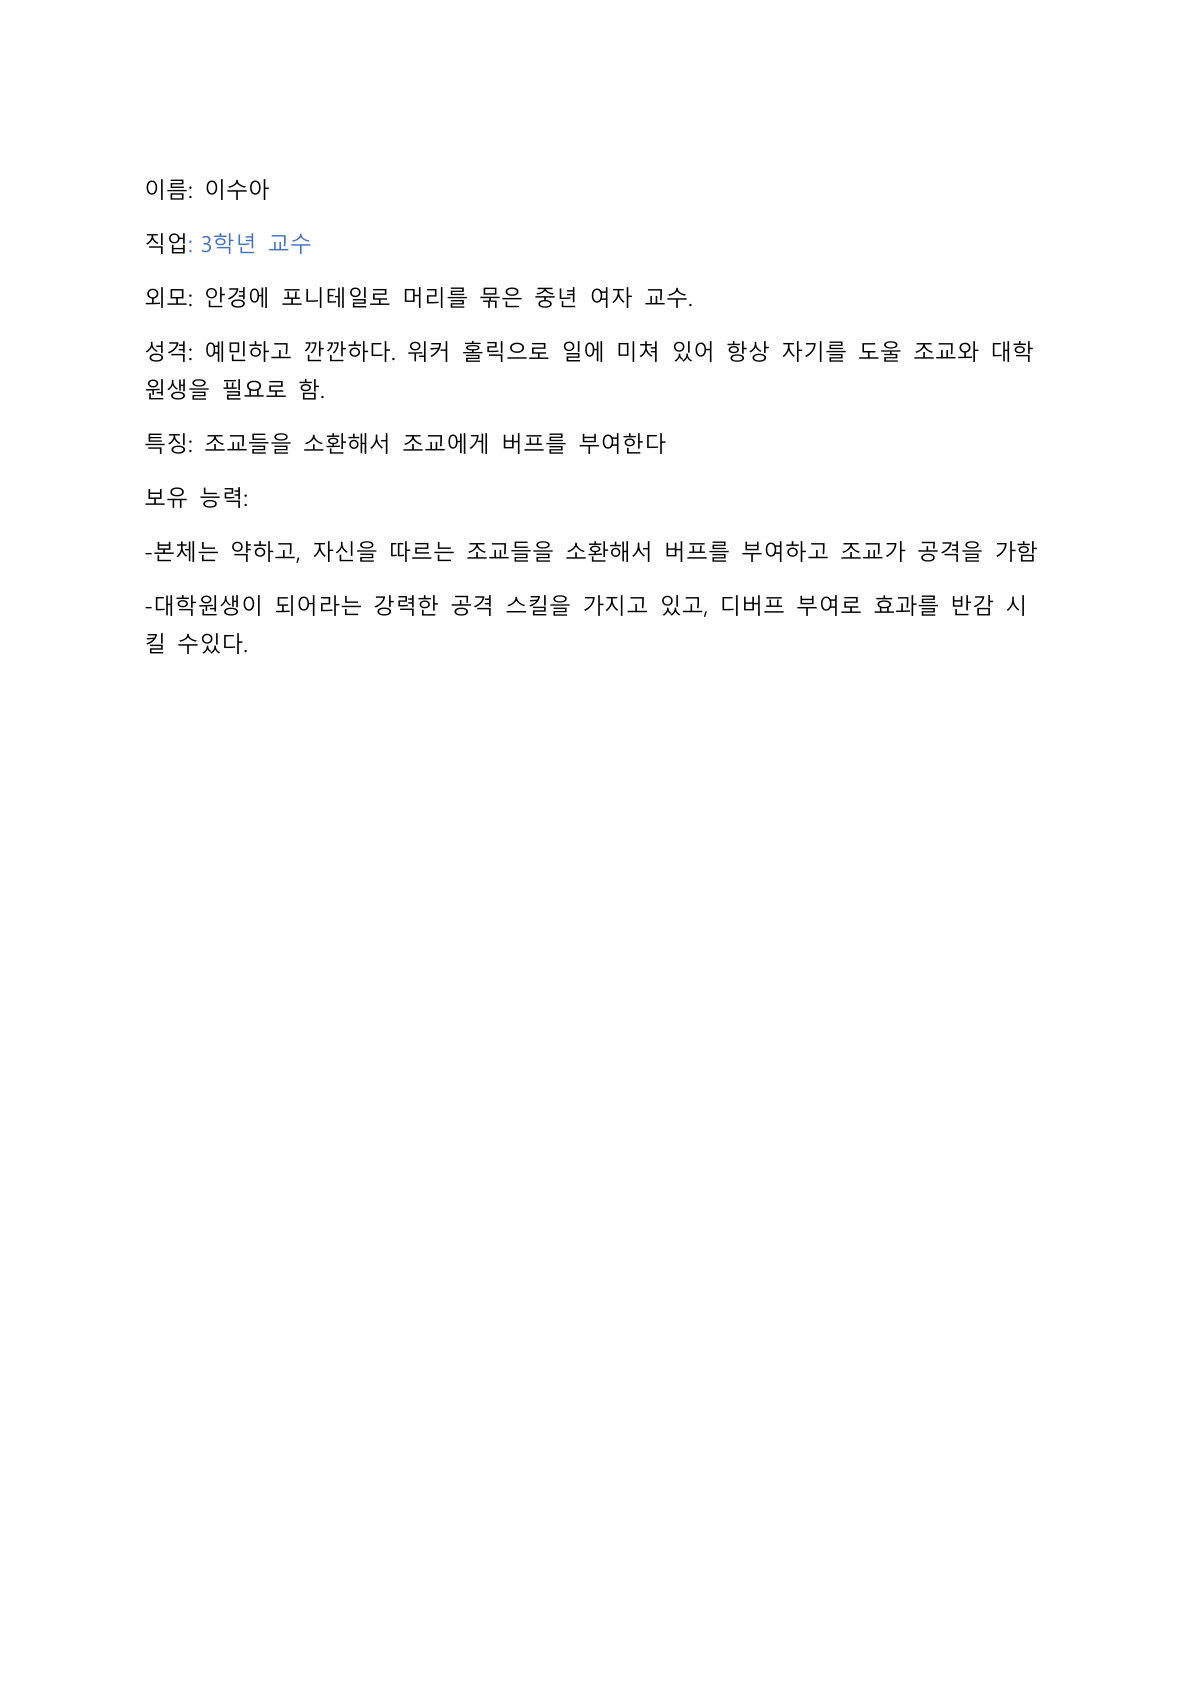 이름: 이수아
직업: 3학년 교수
외모: 안경에 포니테일로 머리를 묶은 중년 여자 교수.
성격: 예민하고 깐깐하다. 워커 홀릭으로 일에 미쳐 있어 항상 자기를 도울 조교와 대학
원생을 필요로 함.
특징: 조교들을 소환해서 조교에게 버프를 부여한다
보유 능력:
-본체는 약하고, 자신을 따르는 조교들을 소환해서 버프를 부여하고 조교가 공격을 가함
-대학원생이 되어라는 강력한 공격 스킬을 가지고 있고, 디버프 부여로 효과를 반감 시
킬 수있다.